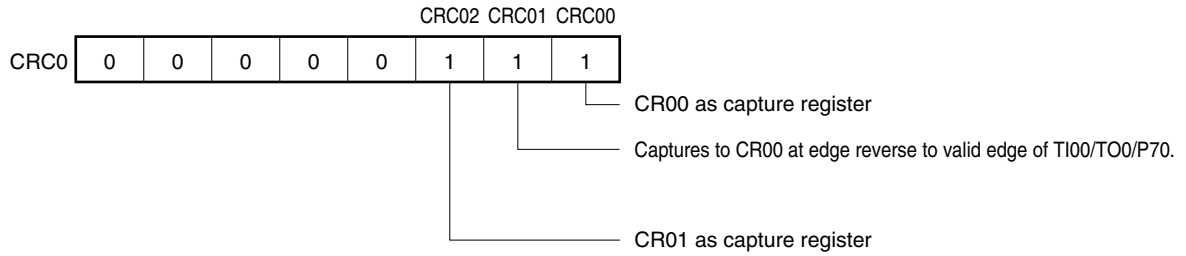 CRC02 CRC01 CRC00
CRC0 0 0 0 0 0 1 1 1
CR00 as capture register
Captures to CR00 at edge reverse to valid edge of TI00/TO0/P70.
CR01 as capture register